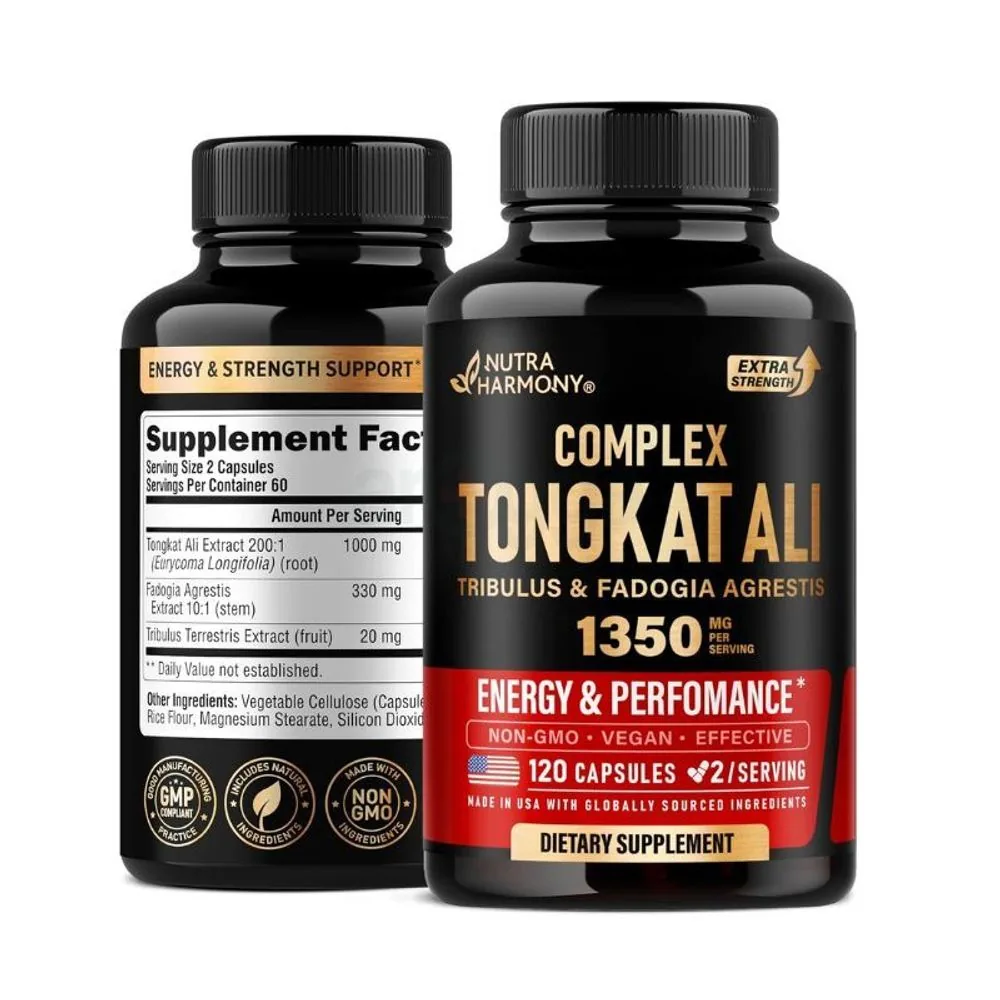 ENERGY & STRENGTH SUPPORT*
Supplement Fac
Serving Size 2 Capsules
Servings Per Container 60
Amount Per Serving
Tongkat Ali Extract 200:1 1000 mg
(Eurycoma Longifolia) (root)
Fadogia Agrestis 330 mg
Extract 10:1 (stem)
Tribulus Terrestris Extract (fruit) 20 mg
** Daily Value not established.
Other Ingredients: Vegetable Cellulose (Capsule
Rice Flour, Magnesium Stearate, Silicon Dioxid
GOOD MANUFACTURING
GMP
COMPLIANT
PRACTICE
INCLUDES NATURAL
INGREDIENTS
MADE WITH
NON
GMO
INGREDIENTS
NUTRA
HARMONY®
EXTRA
STRENGTH
COMPLEX
TONGKAT ALI
TRIBULUS & FADOGIA AGRESTIS
1350 MG
PER
SERVING
ENERGY & PERFOMANCE*
NON-GMO • VEGAN • EFFECTIVE
120 CAPSULES 2/SERVING
MADE IN USA WITH GLOBALLY SOURCED INGREDIENTS
DIETARY SUPPLEMENT